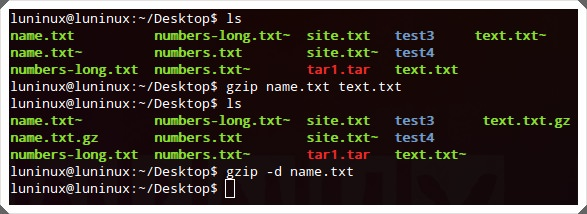 luninux@luninux:~/Desktop$ ls
name.txt numbers-long.txt~ site.txt test3 text.txt~
name.txt~ numbers.txt site.txt~ test4
numbers-long.txt numbers.txt~ tar1.tar text.txt
luninux@luninux:~/Desktop$ gzip name.txt text.txt
luninux@luninux:~/Desktop$ ls
name.txt~ numbers-long.txt~ site.txt test3 text.txt.gz
name.txt.gz numbers.txt site.txt~ test4
numbers-long.txt numbers.txt~ tar1.tar text.txt~
luninux@luninux:~/Desktop$ gzip -d name.txt
luninux@luninux:~/Desktop$